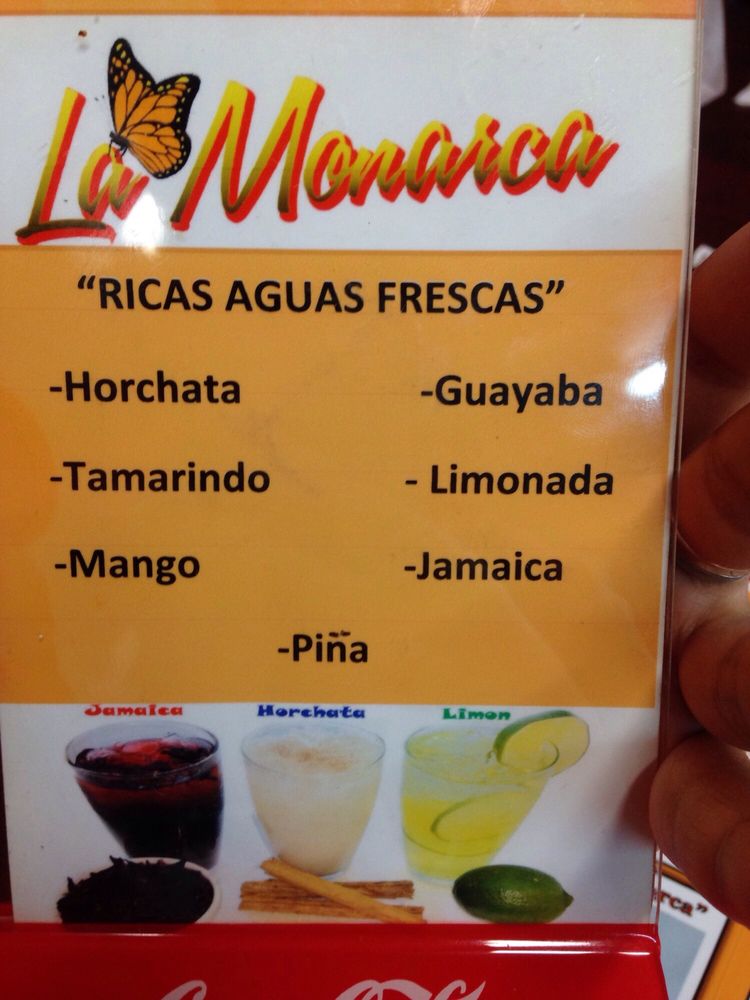 La Monarca
“RICAS AGUAS FRESCAS”
-Horchata -Guayaba
-Tamarindo - Limonada
-Mango -Jamaica
-Piña
Jamaica Horchata Limon